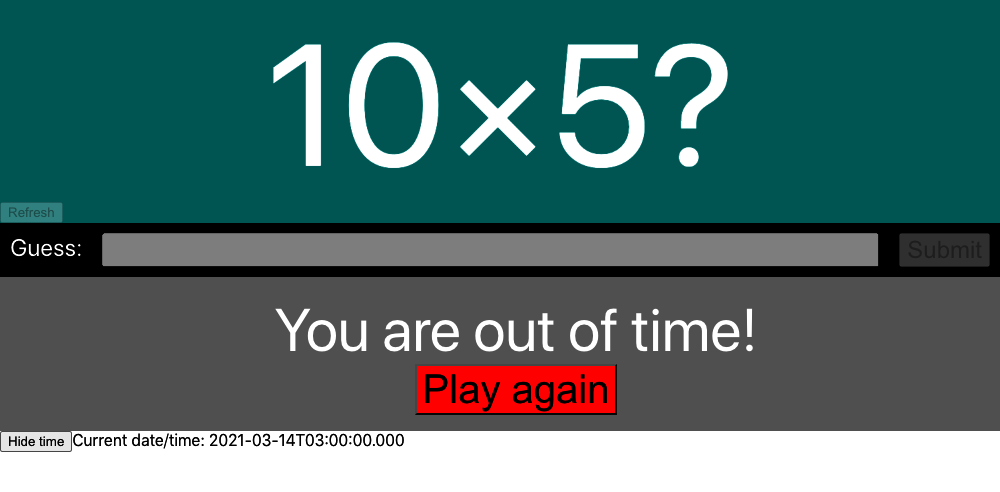 10×5?
Refresh
Guess: Submit
You are out of time!
Play again
Hide time Current date/time: 2021-03-14T03:00:00.000